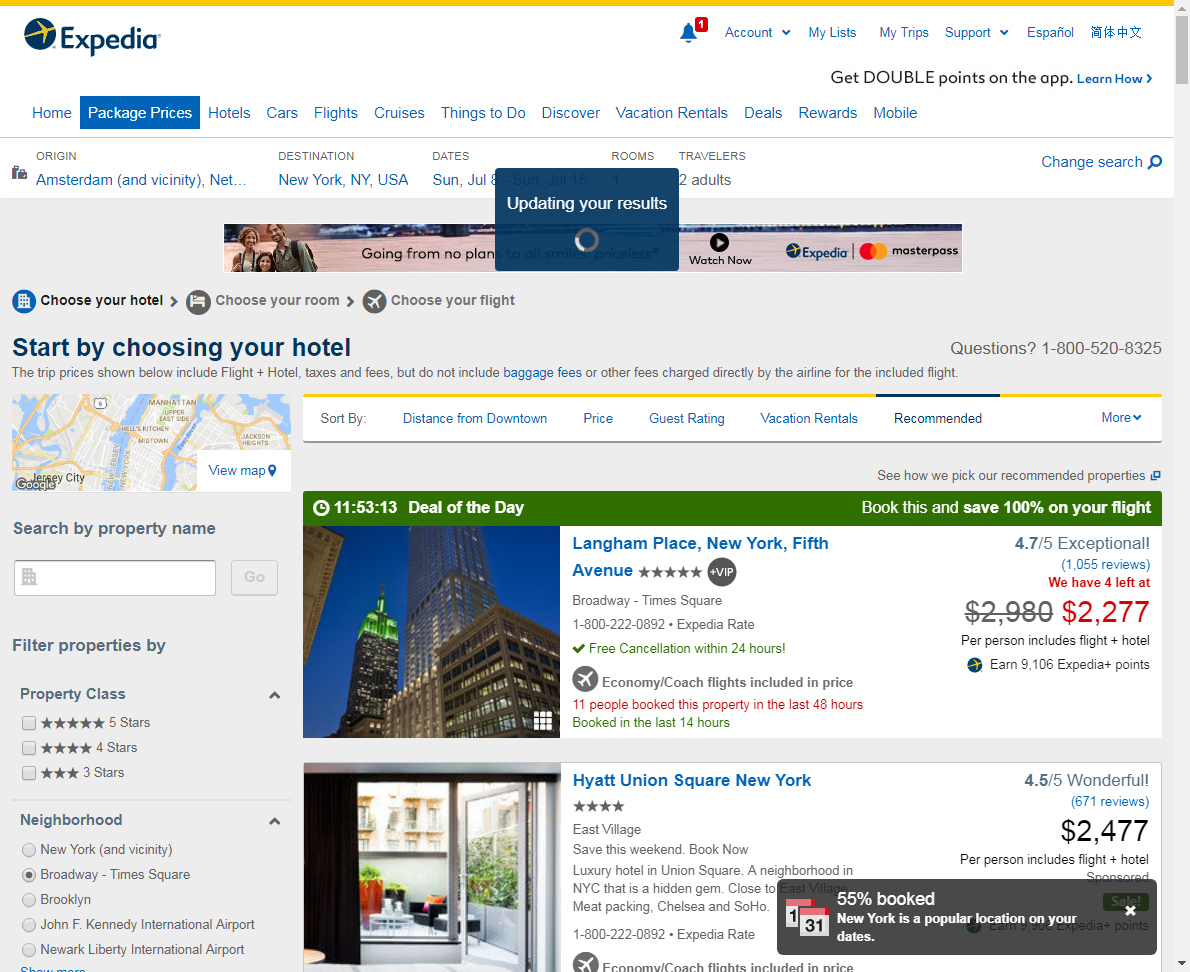 Expedia
1
Account
My Lists
My Trips
Support
Español
简体中文
Get DOUBLE points on the app. Learn How
Home
Package Prices
Hotels
Cars
Flights
Cruises
Things to Do
Discover
Vacation Rentals
Deals
Rewards
Mobile
ORIGIN
Amsterdam (and vicinity), Net…
DESTINATION
New York, NY, USA
DATES
Sun, Jul 8 - Sun, Jul 15
ROOMS
1
TRAVELERS
2 adults
Change search
Updating your results
Going from no plans to all smiles: priceless®
Watch Now
Expedia
masterpass
Choose your hotel
Choose your room
Choose your flight
Start by choosing your hotel
Questions? 1-800-520-8325
The trip prices shown below include Flight + Hotel, taxes and fees, but do not include baggage fees or other fees charged directly by the airline for the included flight.
MANHATTAN
UPPER
EAST SIDE
HELL'S KITCHEN
MIDTOWN
JACKSON
HEIGHTS
NEW JERSEY
NEW YORK
East River
9
Jersey City
Google
View map
Sort By:
Distance from Downtown
Price
Guest Rating
Vacation Rentals
Recommended
More
See how we pick our recommended properties
Search by property name
Go
Filter properties by
Property Class
5 Stars
4 Stars
3 Stars
Neighborhood
New York (and vicinity)
Broadway - Times Square
Brooklyn
John F. Kennedy International Airport
Newark Liberty International Airport
Show more
11:53:13 Deal of the Day
Book this and save 100% on your flight
Langham Place, New York, Fifth
Avenue
+VIP
Broadway - Times Square
1-800-222-0892 • Expedia Rate
Free Cancellation within 24 hours!
Economy/Coach flights included in price
11 people booked this property in the last 48 hours
Booked in the last 14 hours
4.7/5 Exceptional!
(1,055 reviews)
We have 4 left at
$2,980 $2,277
Per person includes flight + hotel
Earn 9,106 Expedia+ points
Hyatt Union Square New York
East Village
Save this weekend. Book Now
Luxury hotel in Union Square. A neighborhood in
NYC that is a hidden gem. Close to East Village,
Meat packing, Chelsea and SoHo.
1-800-222-0892 • Expedia Rate
Economy/Coach flights included in price
4.5/5 Wonderful!
(671 reviews)
$2,477
Per person includes flight + hotel
Sponsored
Sale!
Earn 9,906 Expedia+ points
1
31
55% booked
New York is a popular location on your
dates.